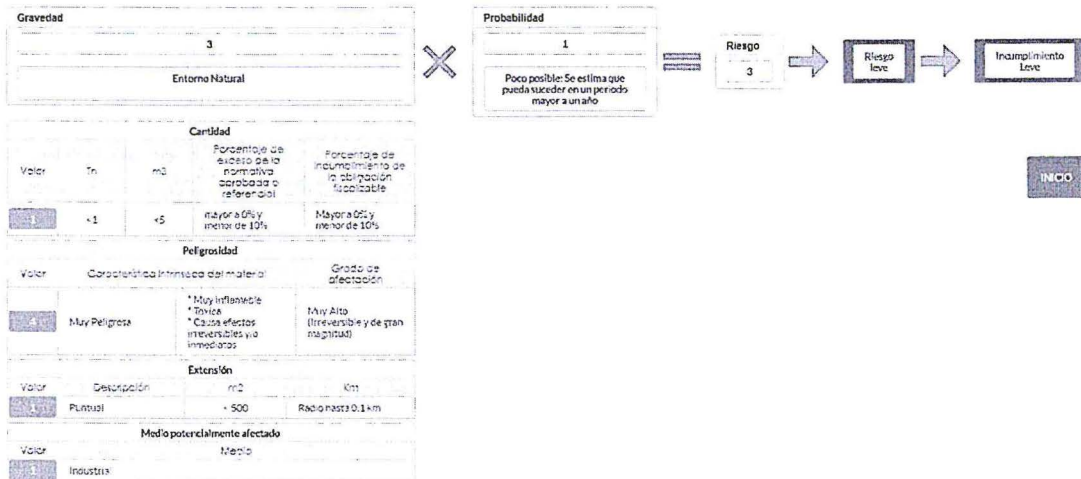 Gravedad
3
Entorno Natural
Probabilidad
1
Poco posible: Se estima que
pueda suceder en un periodo
mayor a un año
Riesgo
3
Riesgo
leve
Incumplimiento
Leve
INICIO
Cantidad
Valor Tn m3 Porcentaje de exceso de la normativa aprobada o referencial Porcentaje de incumplimiento de la obligación fiscalizable
1 <1 <5 mayor a 0% y menor de 10% Mayor a 0% y menor de 10%
Peligrosidad
Valor Característica intrínseca del material Grado de afectación
Muy Peligrosa
* Muy inflamable
* Tóxica
* Causa efectos
irreversibles y/o
inmediatos
Muy Alto
(Irreversible y de gran
magnitud)
Extensión
Valor Descripción m2 Km
1 Puntual < 500 Radio hasta 0.1 km
Medio potencialmente afectado
Valor Medio
Industrial